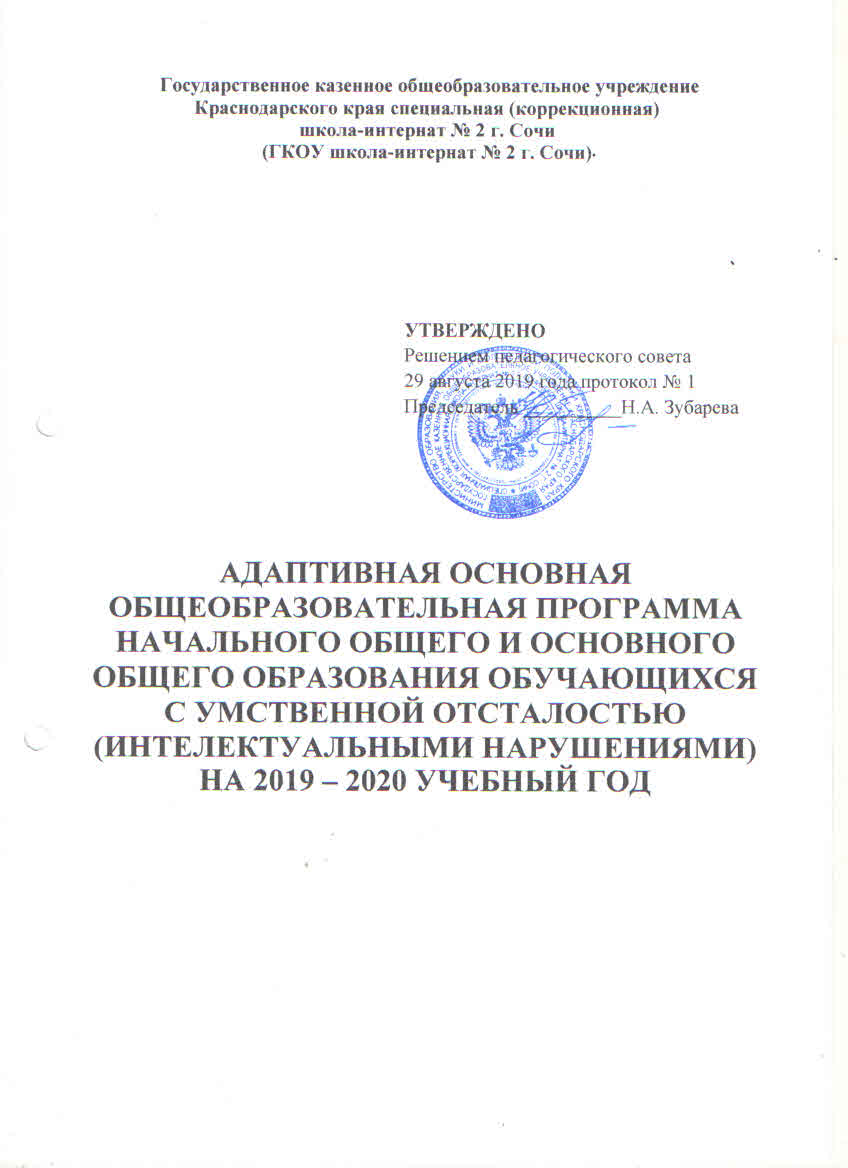 Государственное казенное общеобразовательное учреждение
Краснодарского края специальная (коррекционная)
школа-интернат № 2 г. Сочи
(ГКОУ школа-интернат № 2 г. Сочи)
УТВЕРЖДЕНО
Решением педагогического совета
29 августа 2019 года протокол № 1
Председатель Н.А. Зубарева
АДАПТИВНАЯ ОСНОВНАЯ
ОБЩЕОБРАЗОВАТЕЛЬНАЯ ПРОГРАММА
НАЧАЛЬНОГО ОБЩЕГО И ОСНОВНОГО
ОБЩЕГО ОБРАЗОВАНИЯ ОБУЧАЮЩИХСЯ
С УМСТВЕННОЙ ОТСТАЛОСТЬЮ
(ИНТЕЛЕКТУАЛЬНЫМИ НАРУШЕНИЯМИ)
НА 2019 – 2020 УЧЕБНЫЙ ГОД